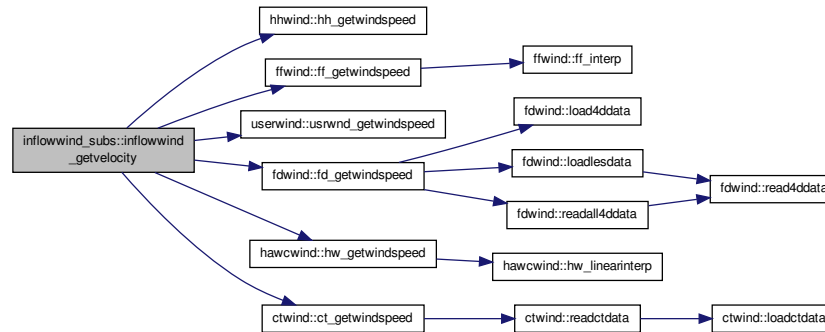 inflowwind_subs::inflowwind
_getvelocity
hhwind::hh_getwindspeed
ffwind::ff_getwindspeed
userwind::usrwnd_getwindspeed
fdwind::fd_getwindspeed
hawcwind::hw_getwindspeed
ctwind::ct_getwindspeed
ffwind::ff_interp
fdwind::load4ddata
fdwind::loadlesdata
fdwind::readall4ddata
hawcwind::hw_linearinterp
ctwind::readctdata
fdwind::read4ddata
ctwind::loadctdata